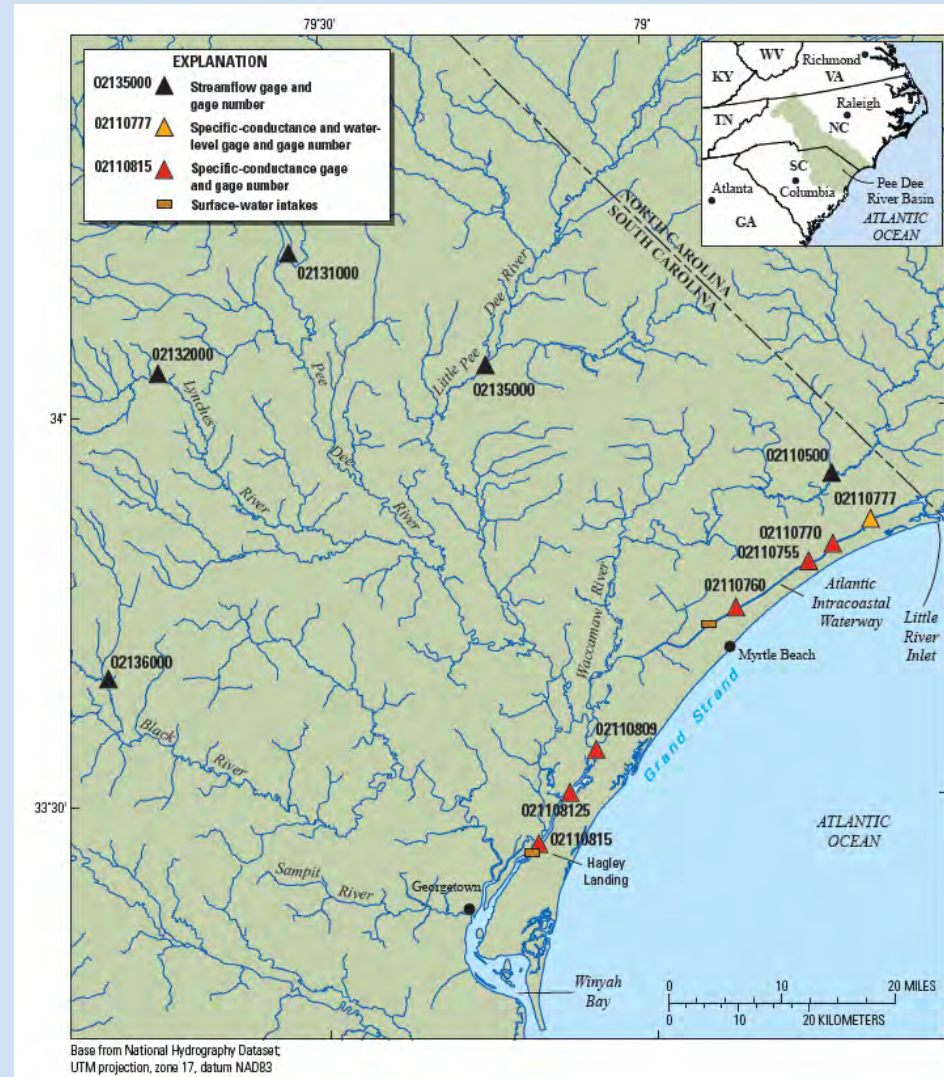 79°30'
79°
EXPLANATION
02135000
Streamflow gage and
gage number
02110777
Specific-conductance and water-
level gage and gage number
02110815
Specific-conductance gage
and gage number
Surface-water intakes
KY
WV
Richmond
VA
TN
Raleigh
NC
SC
Columbia
Atlanta
GA
Pee Dee
River Basin
ATLANTIC
OCEAN
NORTH CAROLINA
SOUTH CAROLINA
02131000
02132000
Lynches
River
Pee
Dee
River
Little Pee
Dee River
02135000
34°
02110500
02110777
02110770
02110755
02110760
Atlantic
Intracoastal
Waterway
Little
River
Inlet
Waccamaw River
Myrtle Beach
02136000
Black
River
Grand Strand
02110809
33°30'
021108125
02110815
Hagley
Landing
ATLANTIC
OCEAN
Sampit
River
Georgetown
Winyah
Bay
0
20 MILES
0
10
20 KILOMETERS
Base from National Hydrography Dataset;
UTM projection, zone 17, datum NAD83